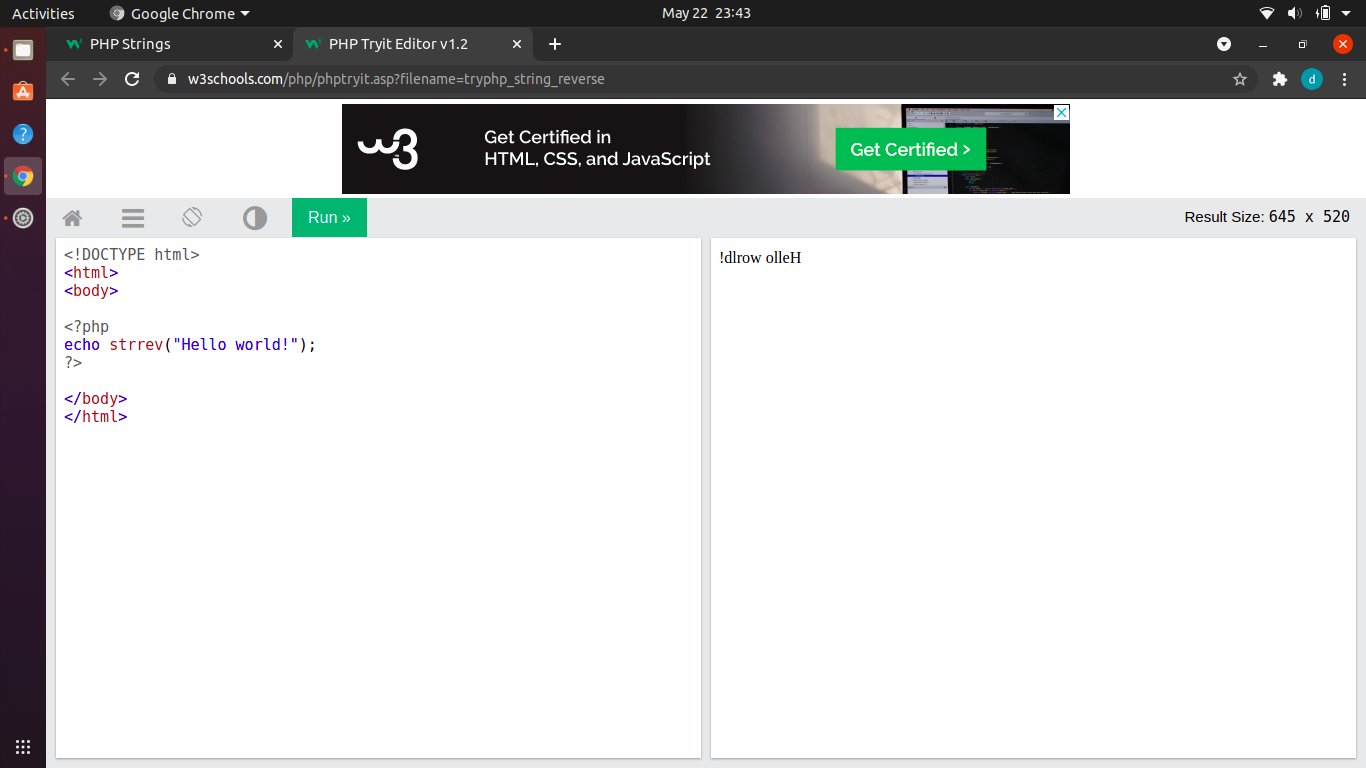 Activities
Google Chrome
May 22 23:43
PHP Strings
PHP Tryit Editor v1.2
w3schools.com/php/phptryit.asp?filename=tryphp_string_reverse
d
w3
Get Certified in
HTML, CSS, and JavaScript
Get Certified >
Run »
Result Size: 645 x 520
<!DOCTYPE html>
<html>
<body>
<?php
echo strrev("Hello world!");
?>
</body>
</html>
!dlrow olleH